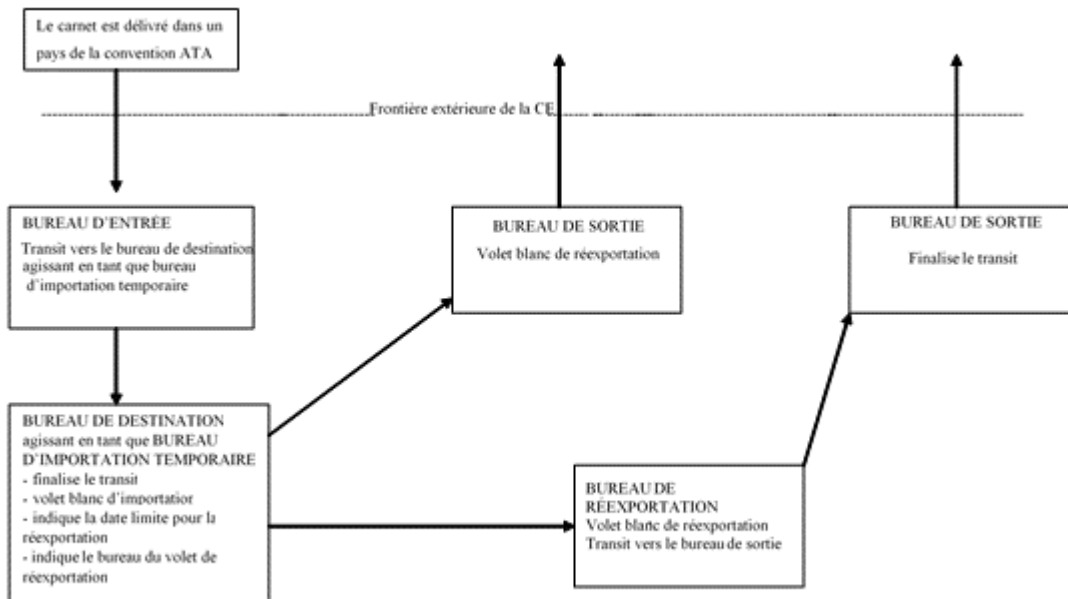 Le carnet est délivré dans un
pays de la convention ATA
Frontière extérieure de la CE
BUREAU D'ENTRÉE
Transit vers le bureau de destination
agissant en tant que bureau
d'importation temporaire
BUREAU DE SORTIE
Volet blanc de réexportation
BUREAU DE SORTIE
Finalise le transit
BUREAU DE DESTINATION
agissant en tant que BUREAU
D'IMPORTATION TEMPORAIRE
- finalise le transit
- volet blanc d'importation
- indique la date limite pour la
réexportation
- indique le bureau du volet de
réexportation
BUREAU DE
RÉEXPORTATION
Volet blanc de réexportation
Transit vers le bureau de sortie